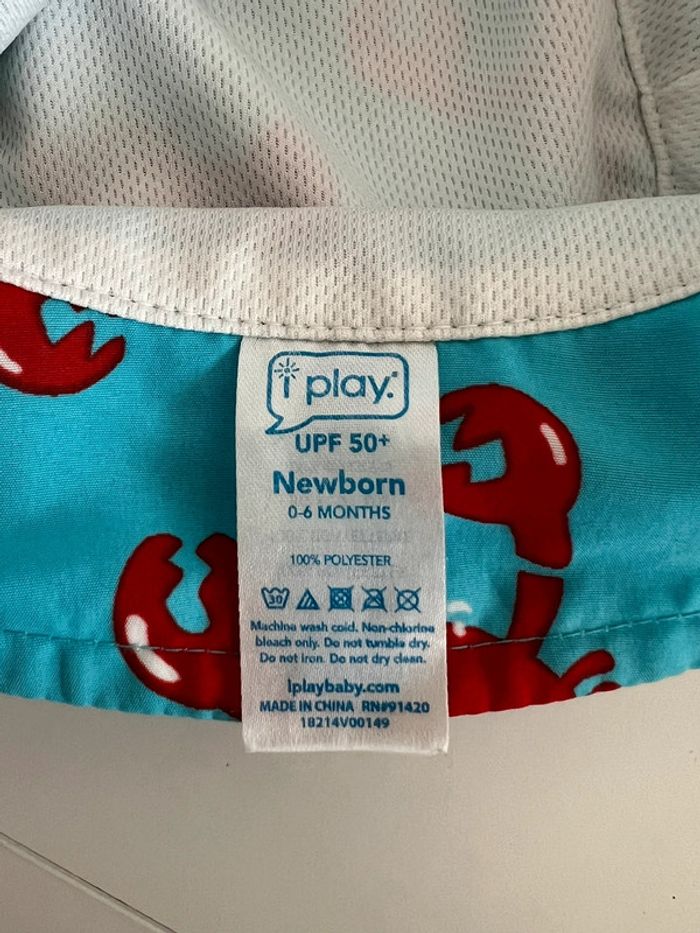 i play.
UPF 50+
Newborn
0-6 MONTHS
100% POLYESTER
30
Machine wash cold. Non-chlorine
bleach only. Do not tumble dry.
Do not iron. Do not dry clean.
Iplaybaby.com
MADE IN CHINA RN#91420
18214V00149